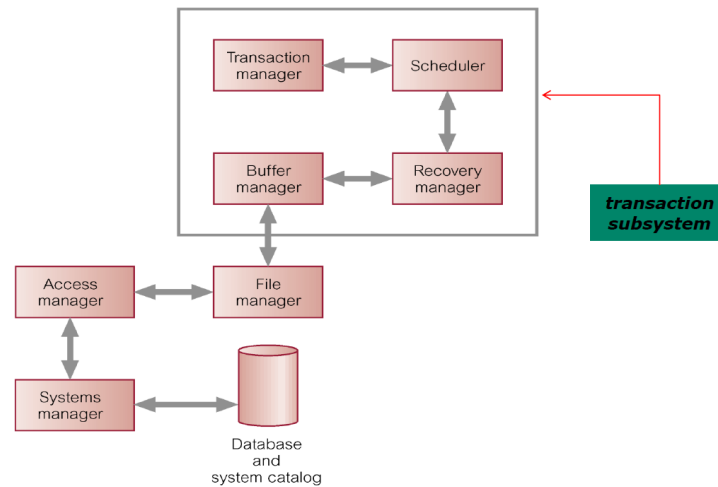 Transaction
manager
Scheduler
Buffer
manager
Recovery
manager
transaction
subsystem
Access
manager
File
manager
Systems
manager
Database
and
system catalog